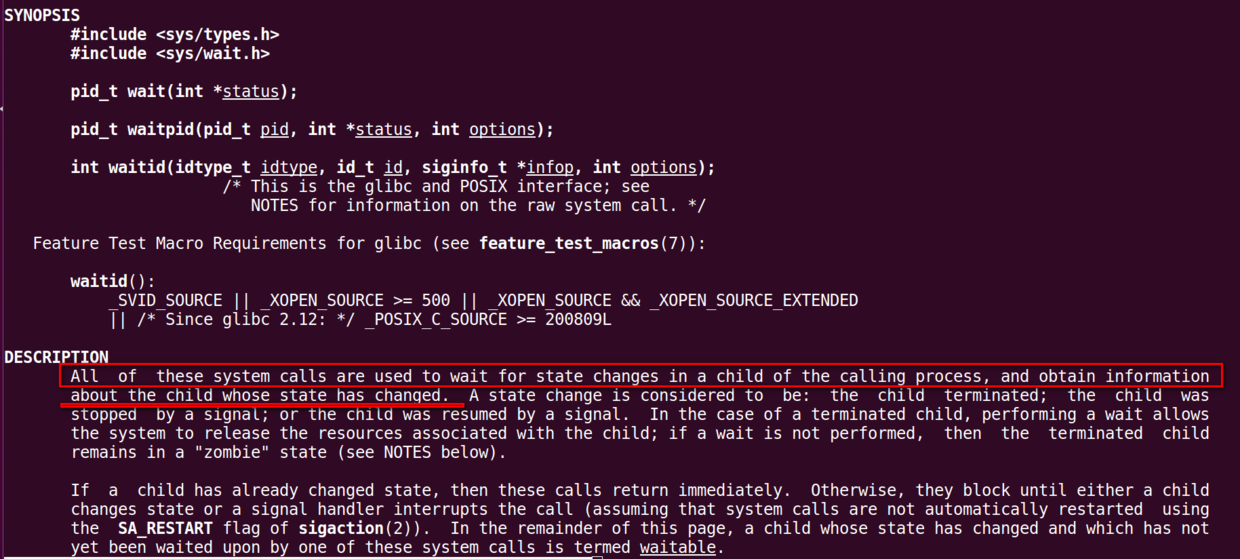 SYNOPSIS
#include <sys/types.h>
#include <sys/wait.h>
pid_t wait(int *status);
pid_t waitpid(pid_t pid, int *status, int options);
int waitid(idtype_t idtype, id_t id, siginfo_t *infop, int options);
/* This is the glibc and POSIX interface; see
NOTES for information on the raw system call. */
Feature Test Macro Requirements for glibc (see feature_test_macros(7)):
waitid():
_SVID_SOURCE || _XOPEN_SOURCE >= 500 || _XOPEN_SOURCE && _XOPEN_SOURCE_EXTENDED
|| /* Since glibc 2.12: */ _POSIX_C_SOURCE >= 200809L
DESCRIPTION
All of these system calls are used to wait for state changes in a child of the calling process, and obtain information
about the child whose state has changed. A state change is considered to be: the child terminated; the child was
stopped by a signal; or the child was resumed by a signal. In the case of a terminated child, performing a wait allows
the system to release the resources associated with the child; if a wait is not performed, then the terminated child
remains in a "zombie" state (see NOTES below).
If a child has already changed state, then these calls return immediately. Otherwise, they block until either a child
changes state or a signal handler interrupts the call (assuming that system calls are not automatically restarted using
the SA_RESTART flag of sigaction(2)). In the remainder of this page, a child whose state has changed and which has not
yet been waited upon by one of these system calls is termed waitable.